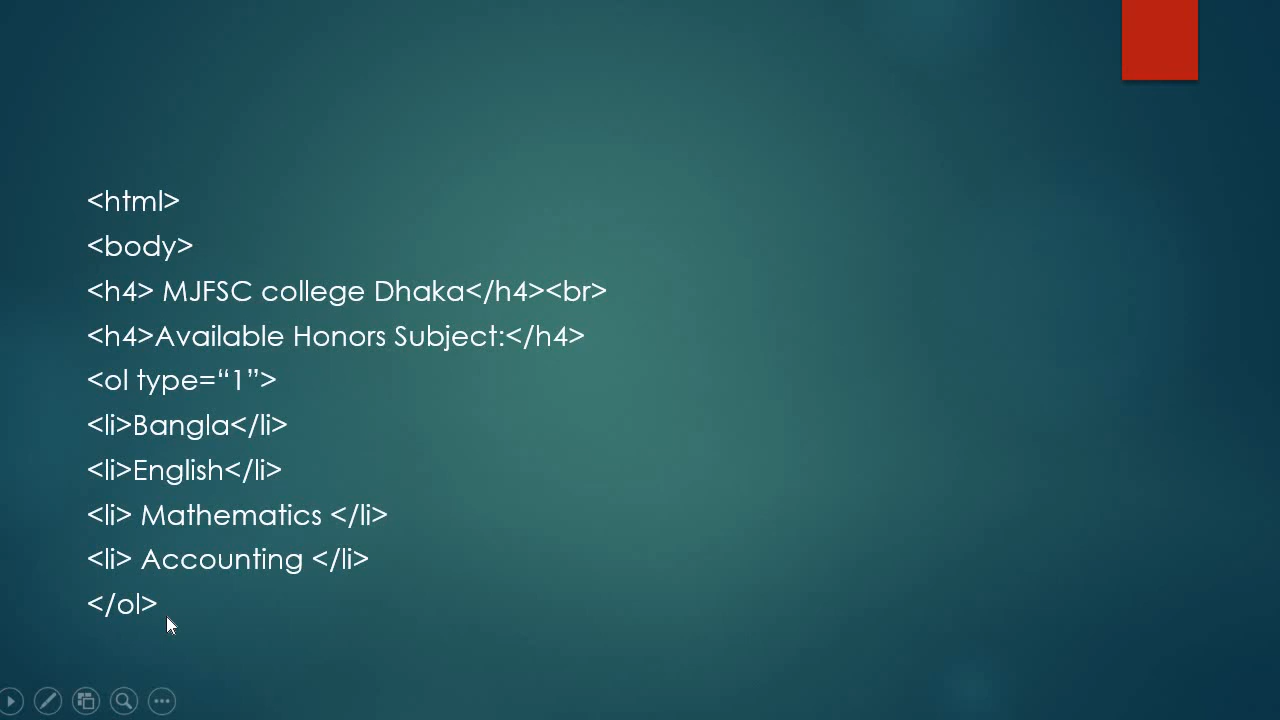 <html>
<body>
<h4> MJFSC college Dhaka</h4><br>
<h4>Available Honors Subject:</h4>
<ol type=“1”>
<li>Bangla</li>
<li>English</li>
<li> Mathematics </li>
<li> Accounting </li>
</ol>